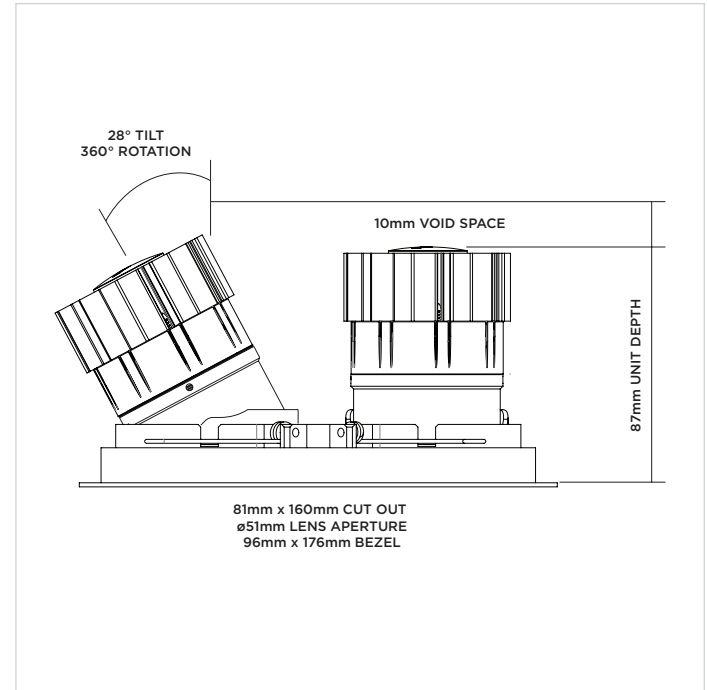 28° TILT
360° ROTATION
10mm VOID SPACE
87mm UNIT DEPTH
81mm x 160mm CUT OUT
ø51mm LENS APERTURE
96mm x 176mm BEZEL